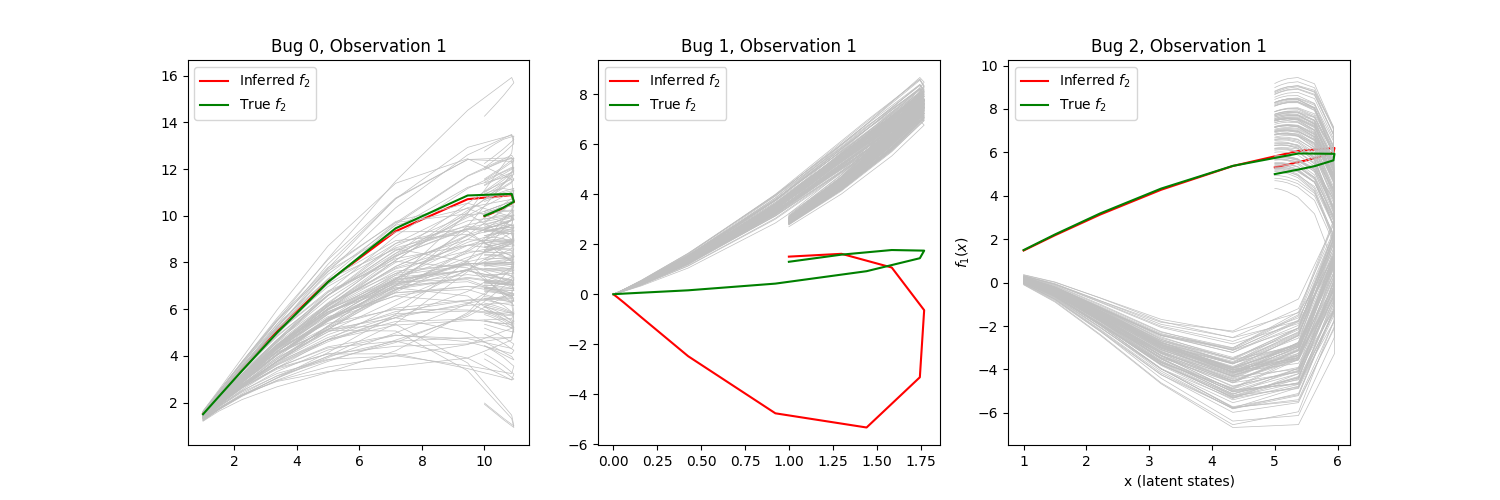 Bug 0, Observation 1
Inferred f₂
True f₂
16
14
12
10
8
6
4
2
2 4 6 8 10
Bug 1, Observation 1
Inferred f₂
True f₂
8
6
4
2
0
−2
−4
−6
0.00 0.25 0.50 0.75 1.00 1.25 1.50 1.75
Bug 2, Observation 1
Inferred f₂
True f₂
10
8
6
4
2
0
−2
−4
−6
f₁(x)
1 2 3 4 5 6
x (latent states)